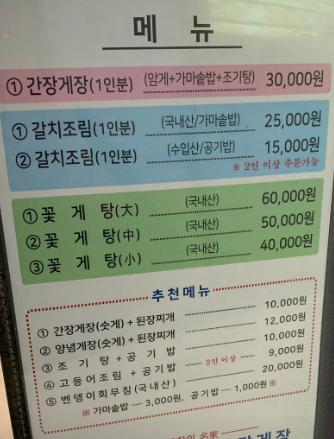 메 뉴
① 간장게장(1인분) (암게+가마솥밥+조기탕) 30,000원
① 갈치조림(1인분) (국내산/가마솥밥) 25,000원
② 갈치조림(1인분) (수입산/공기밥) 15,000원
※ 2인 이상 주문가능
① 꽃 게 탕(大) (국내산) 60,000원
② 꽃 게 탕(中) (국내산) 50,000원
③ 꽃 게 탕(小) (국내산) 40,000원
추천메뉴
① 간장게장(숫게) + 된장찌개 10,000원
② 양념게장(숫게) + 된장찌개 12,000원
③ 조 기 탕 + 공 기 밥 10,000원
④ 고등어조림 + 공기밥 2인 이상 9,000원
⑤ 벤뎅이회무침(국내산) 20,000원
※ 가마솥밥 — 3,000원, 공기밥 — 1,000원 ※
名家
게장